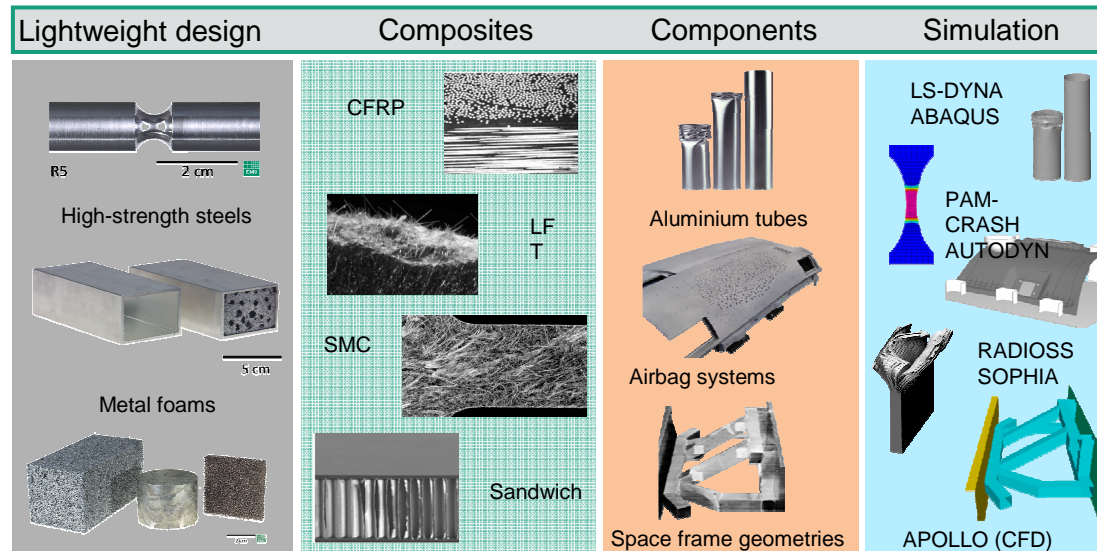 Lightweight design
Composites
Components
Simulation
R5
2 cm
EMI
High-strength steels
5 cm
Metal foams
CFRP
LF
T
SMC
Sandwich
Aluminium tubes
Airbag systems
Space frame geometries
LS-DYNA
ABAQUS
PAM-
CRASH
AUTODYN
RADIOSS
SOPHIA
APOLLO (CFD)